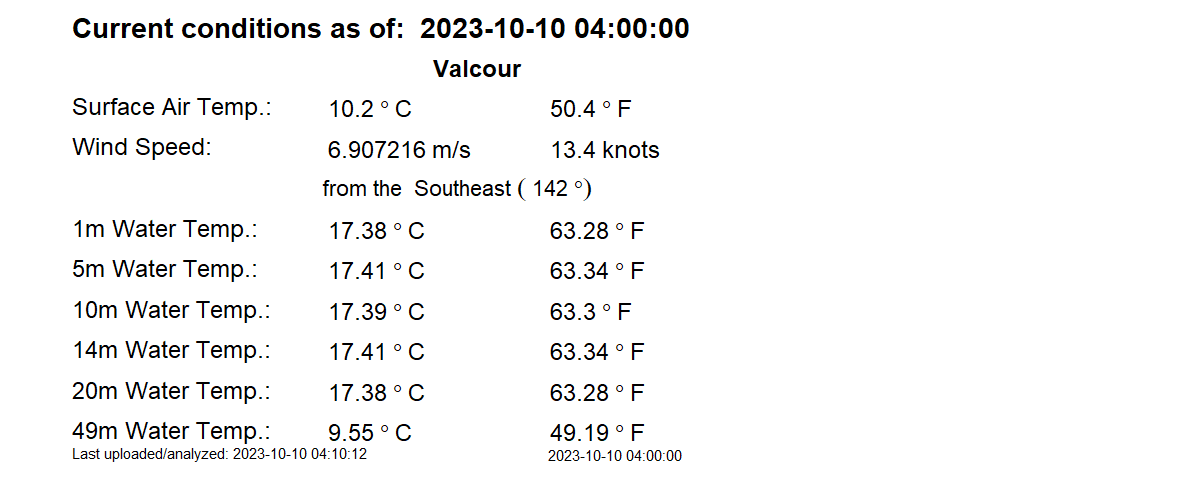 Current conditions as of: 2023-10-10 04:00:00
Valcour
Surface Air Temp.: 10.2 ° C 50.4 ° F
Wind Speed: 6.907216 m/s 13.4 knots
from the Southeast ( 142 °)
1m Water Temp.: 17.38 ° C 63.28 ° F
5m Water Temp.: 17.41 ° C 63.34 ° F
10m Water Temp.: 17.39 ° C 63.3 ° F
14m Water Temp.: 17.41 ° C 63.34 ° F
20m Water Temp.: 17.38 ° C 63.28 ° F
49m Water Temp.: 9.55 ° C 49.19 ° F
Last uploaded/analyzed: 2023-10-10 04:10:12 2023-10-10 04:00:00